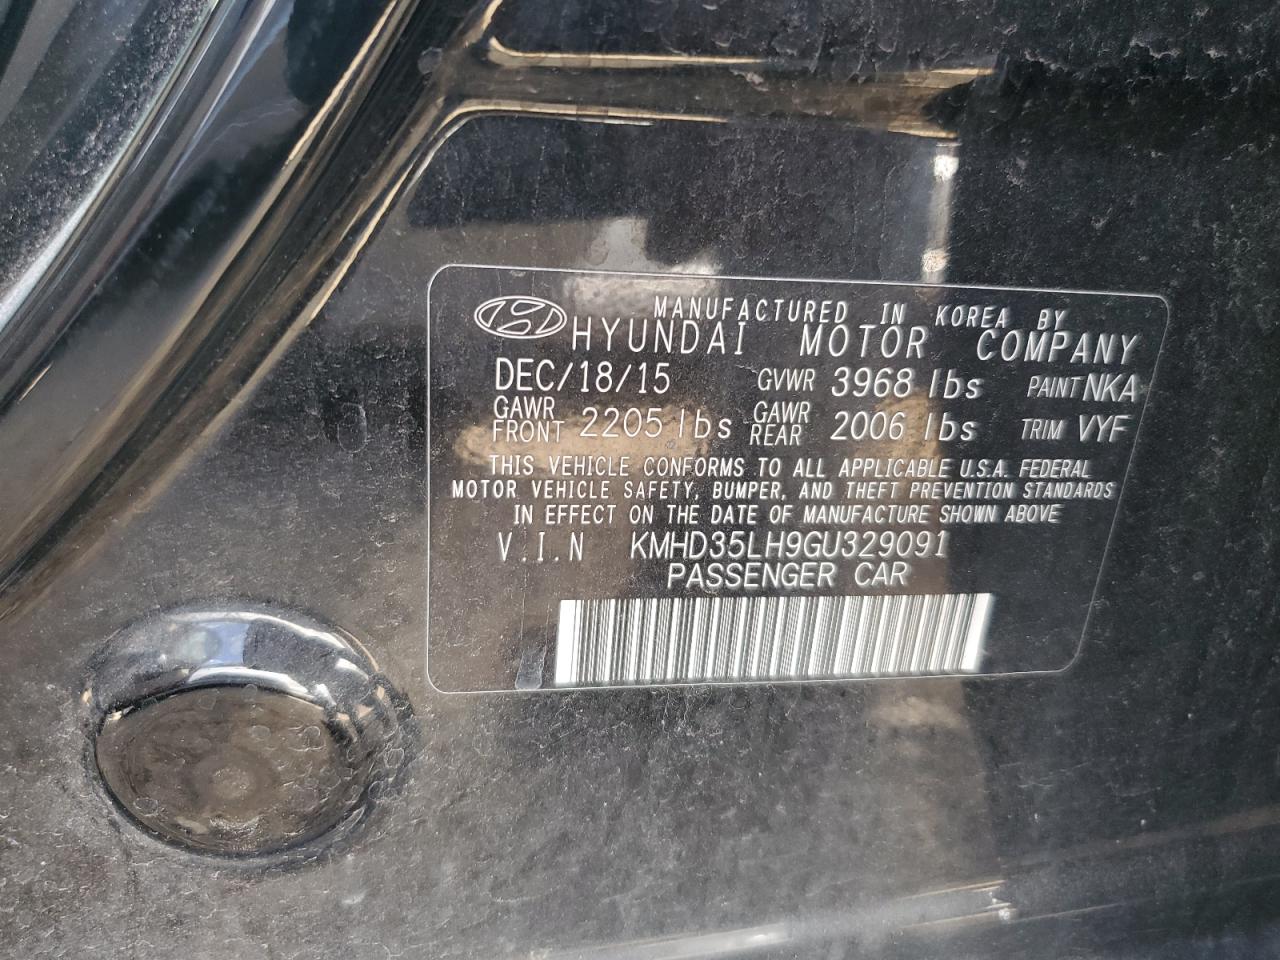 MANUFACTURED IN KOREA BY
HYUNDAI MOTOR COMPANY
DEC/18/15 GVWR 3968 lbs PAINT NKA
GAWR FRONT 2205 lbs GAWR REAR 2006 lbs TRIM VYF
THIS VEHICLE CONFORMS TO ALL APPLICABLE U.S.A. FEDERAL
MOTOR VEHICLE SAFETY, BUMPER, AND THEFT PREVENTION STANDARDS
IN EFFECT ON THE DATE OF MANUFACTURE SHOWN ABOVE
V.I.N KMHD35LH9GU329091
PASSENGER CAR